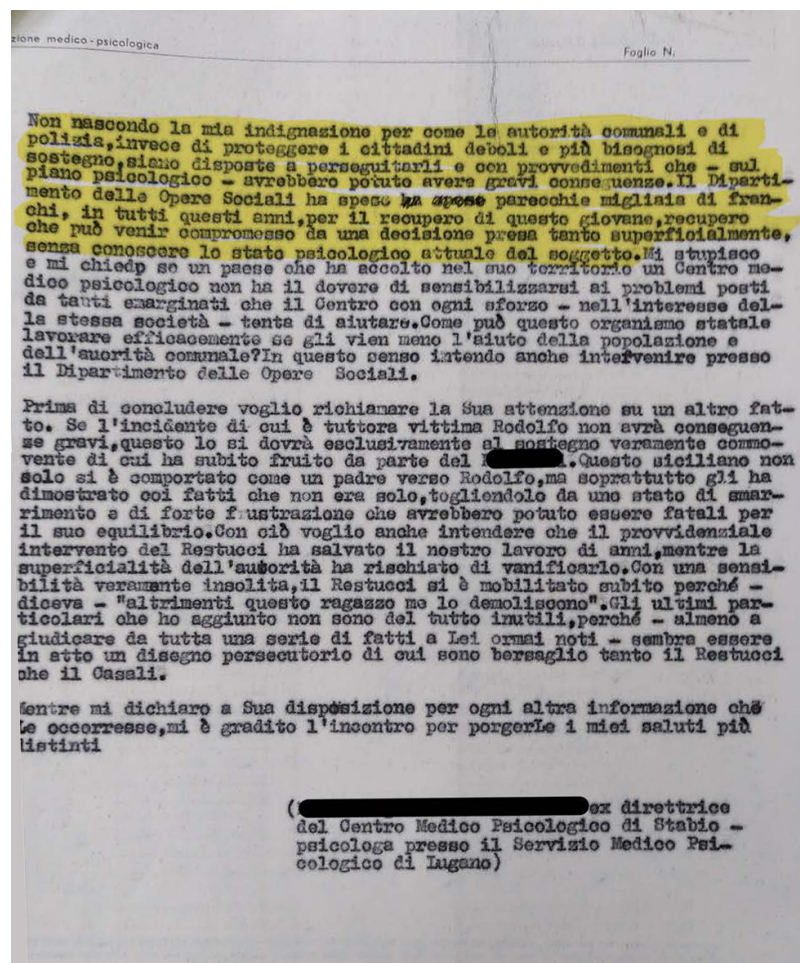 zione medico-psicologica
Foglio N.
Non nascondo la mia indignazione per come le autorità comunali e di
polizia,invece di proteggere i cittadini deboli e più bisognosi di
sostegno,siano disposte a perseguitarli e con provvedimenti che - sul
piano psicologico - avrebbero potuto avere gravi conseguenze.Il Diparti-
mento delle Opere Sociali ha speso parecchie migliaia di fran-
chi, in tutti questi anni,per il recupero di questo giovane,recupero
che può venir compromesso da una decisione presa tanto superficialmente,
senza conoscere lo stato psicologico attuale del soggetto.Mi stupisco
e mi chiedp se un paese che ha accolto nel suo territorio un Centro me-
dico psicologico non ha il dovere di sensibilizzarsi ai problemi posti
da tanti emarginati che il Centro con ogni sforzo - nell'interesse del-
la stessa società - tenta di aiutare.Come può questo organismo statale
lavorare efficacemente se gli vien meno l'aiuto della popolazione e
dell'auorità comunale?In questo senso intendo anche intervenire presso
il Dipartimento delle Opere Sociali.
Prima di concludere voglio richiamare la Sua attenzione su un altro fat-
to. Se l'incidente di cui è tuttora vittima Rodolfo non avrà conseguen-
ze gravi,questo lo si dovrà esclusivamente al sostegno veramente commo-
vente di cui ha subito fruito da parte del .Questo siciliano non
solo si è comportato come un padre verso Rodolfo,ma soprattutto gli ha
dimostrato coi fatti che non era solo,togliendolo da uno stato di smar-
rimento e di forte frustrazione che avrebbero potuto essere fatali per
il suo equilibrio.Con ciò voglio anche intendere che il provvidenziale
intervento del Restucci ha salvato il nostro lavoro di anni,mentre la
superficialità dell'autorità ha rischiato di vanificarlo.Con una sensi-
bilità veramente insolita,il Restucci si è mobilitato subito perché -
diceva - "altrimenti questo ragazzo me lo demoliscono".Gli ultimi par-
ticolari che ho aggiunto non sono del tutto inutili,perché - almeno a
giudicare da tutta una serie di fatti a Lei ormai noti - sembra essere
in atto un disegno persecutorio di cui sono bersaglio tanto il Restucci
che il Casali.
Mentre mi dichiaro a Sua disposizione per ogni altra informazione che
Le occorresse,mi è gradito l'incontro per porgerLe i miei saluti più
distinti
( ex direttrice
del Centro Medico Psicologico di Stabio -
psicologa presso il Servizio Medico Psi-
cologico di Lugano)